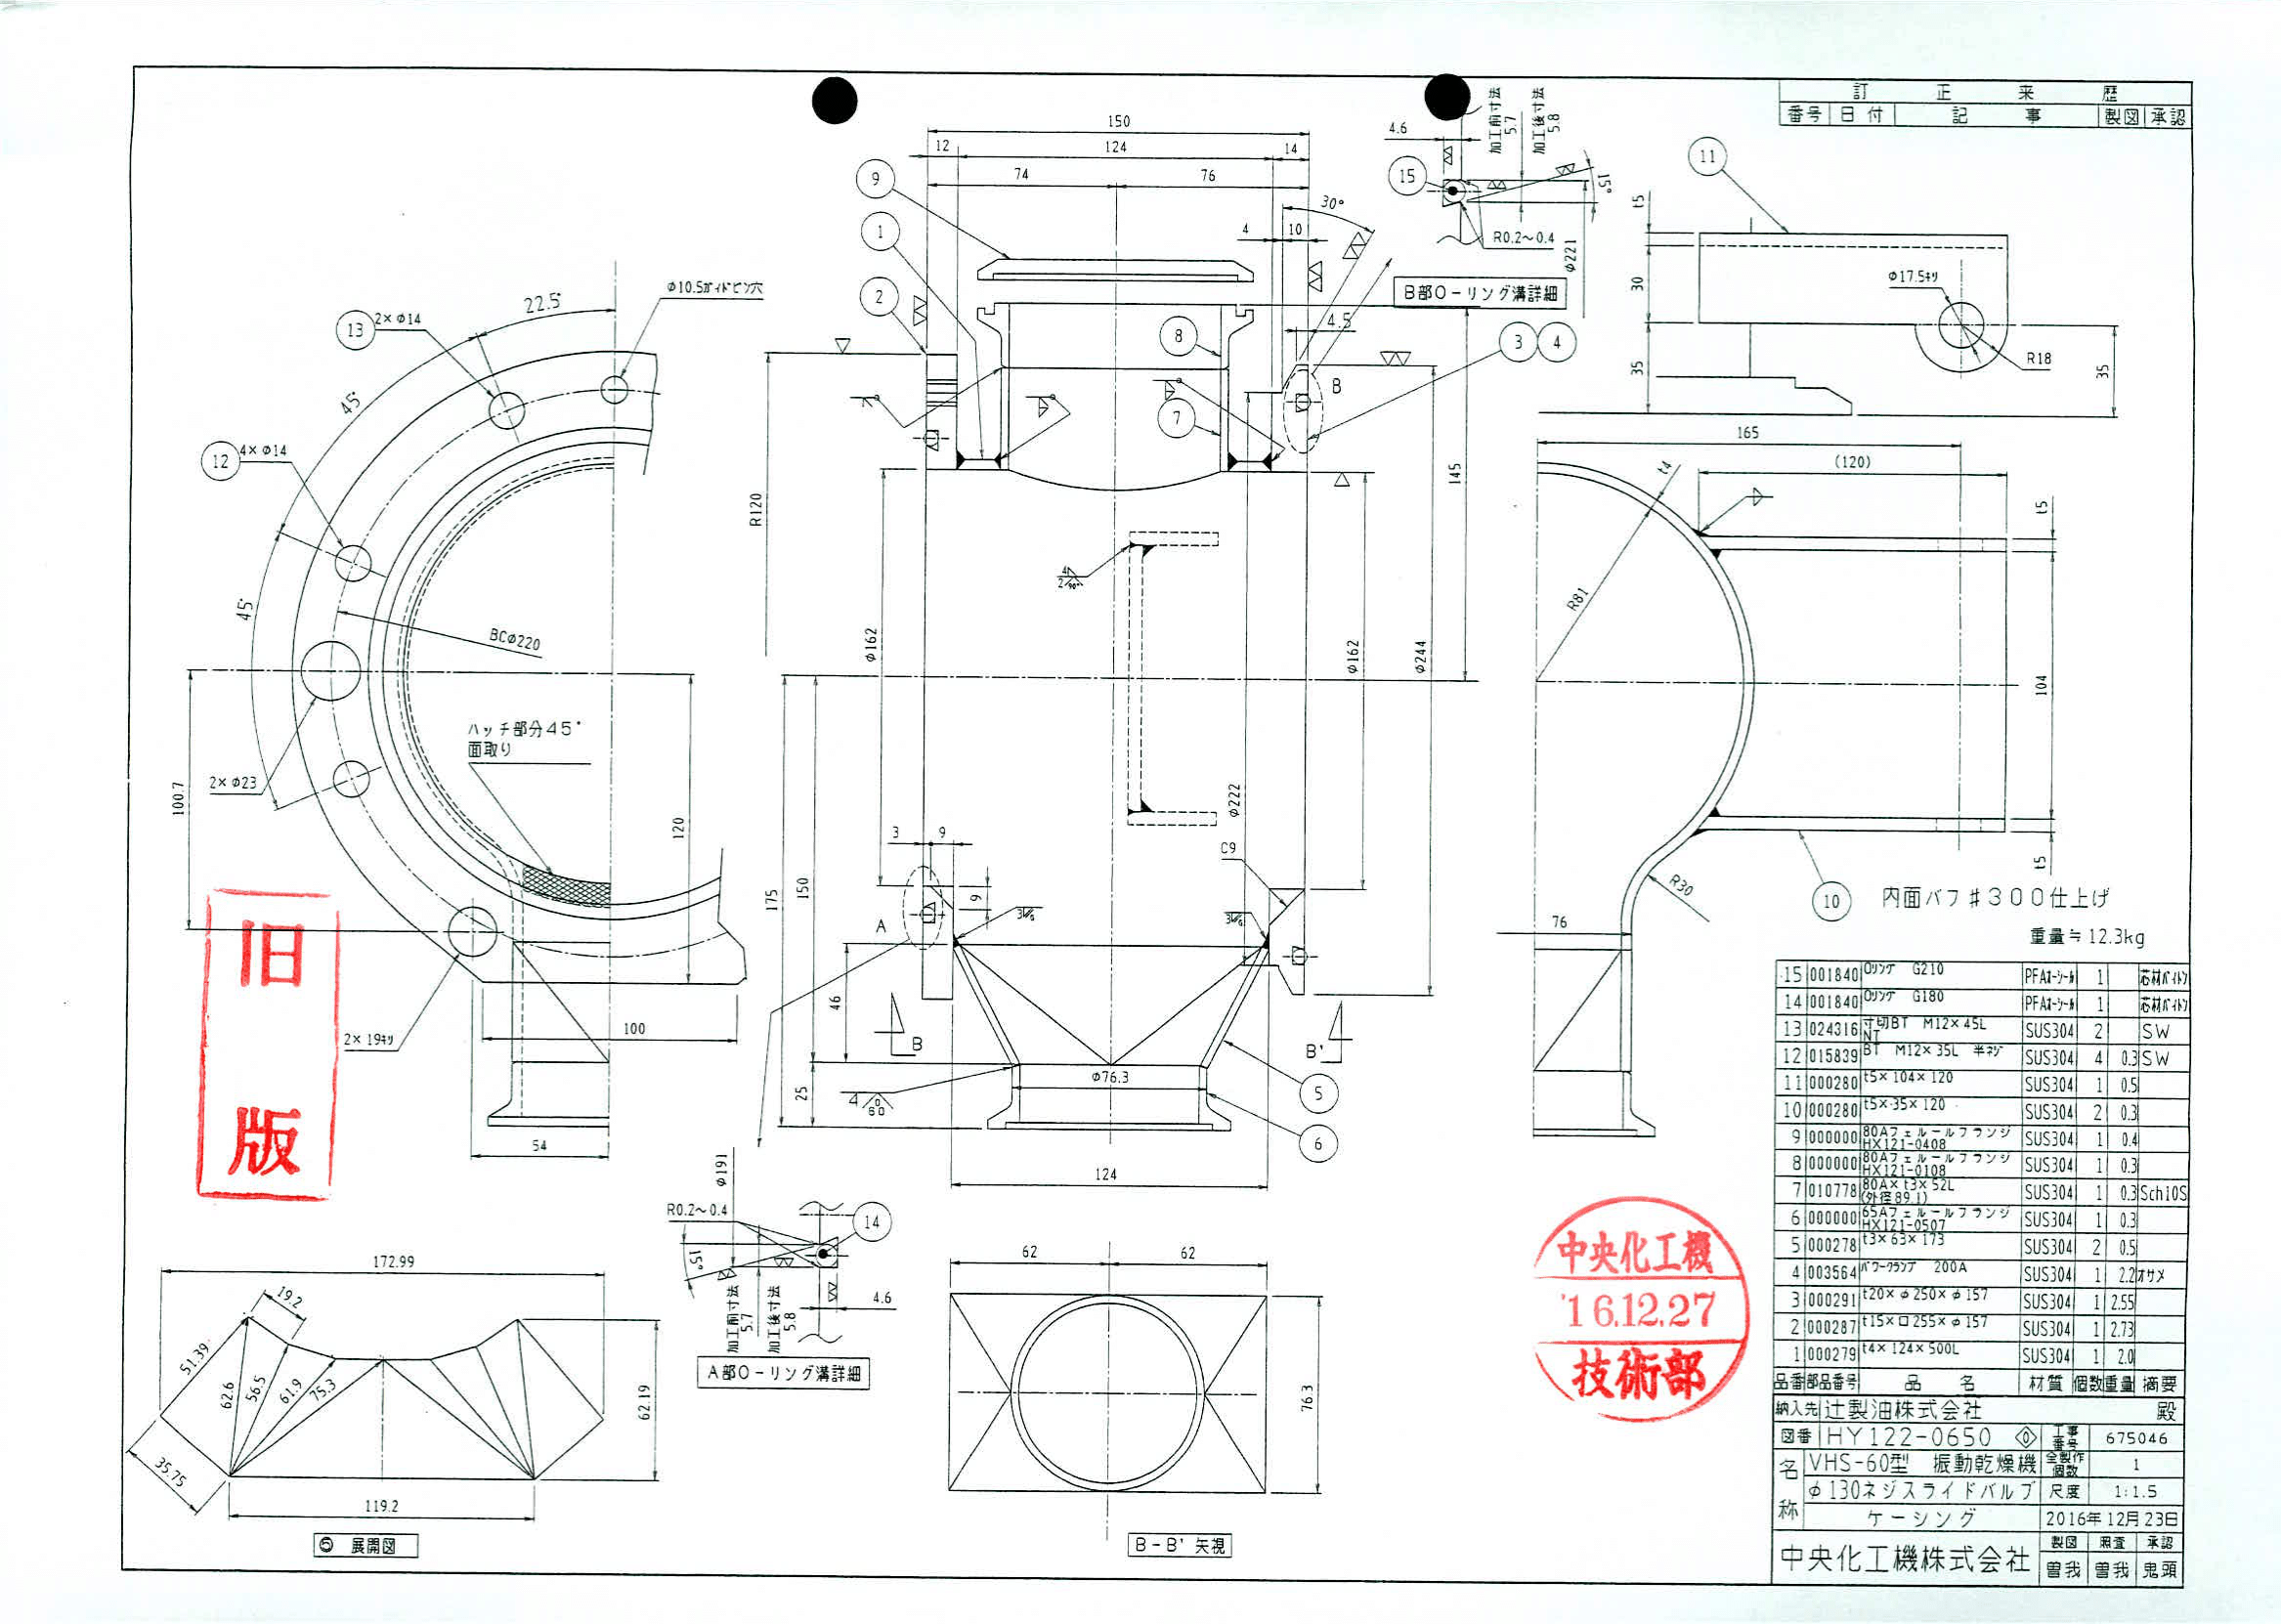 訂正来歴
番号 日付 記事 製図 承認
150
12 124 14
74 76
30°
4 10
4.5
4.6
加工前寸法 5.7
加工後寸法 5.8
15°
R0.2~0.4
φ221
B部O-リング溝詳細
15
11
t5
30
35
φ17.5キリ
R18
35
9
1
2
8
7
3 4
B
22.5°
φ10.5ガイドピン穴
13 2×φ14
45°
12 4×φ14
45°
BCφ220
100.7
2×φ23
ハッチ部分45°
面取り
120
2×19キリ
100
54
R120
φ162
175
150
3 9
9
A
46
25
B
B'
C9
φ222
φ162
φ244
145
φ76.3
5
6
124
165
(120)
t4
t5
R81
104
t5
R30
76
10
内面バフ#300仕上げ
重量≒12.3kg
旧版
φ191
R0.2~0.4
15°
14
加工前寸法 5.7
加工後寸法 5.8
4.6
A部O-リング溝詳細
172.99
19.2
51.39
62.6
56.5
61.9
75.3
35.75
62.19
119.2
⑤ 展開図
62 62
76.3
B-B' 矢視
中央化工機
'16.12.27
技術部
15 001840 Oリング G210 PFAオーシール 1 芯材バイトン
14 001840 Oリング G180 PFAオーシール 1 芯材バイトン
13 024316 寸切BT M12×45L NT SUS304 2 SW
12 015839 BT M12×35L 半ネジ SUS304 4 0.3 SW
11 000280 t5×104×120 SUS304 1 0.5
10 000280 t5×35×120 SUS304 2 0.3
9 000000 80Aフェルールフランジ HX121-0408 SUS304 1 0.4
8 000000 80Aフェルールフランジ HX121-0108 SUS304 1 0.3
7 010778 80A×t3×52L (外径89.1) SUS304 1 0.3 Sch10S
6 000000 65Aフェルールフランジ HX121-0507 SUS304 1 0.3
5 000278 t3×63×173 SUS304 2 0.5
4 003564 パワークランプ 200A SUS304 1 2.2 オサメ
3 000291 t20×φ250×φ157 SUS304 1 2.55
2 000287 t15×□255×φ157 SUS304 1 2.73
1 000279 t4×124×500L SUS304 1 2.0
品番 部品番号 品名 材質 個数 重量 摘要
納入先 辻製油株式会社 殿
図番 HY122-0650 0 工事番号 675046
名称 VHS-60型 振動乾燥機 全製作個数 1
φ130ネジスライドバルブ 尺度 1:1.5
ケーシング 2016年12月23日
製図 照査 承認
中央化工機株式会社 曽我 曽我 鬼頭